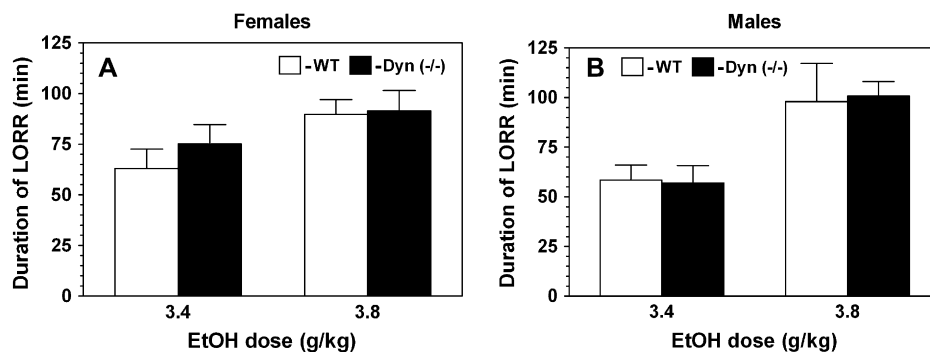 Females
A
-WT -Dyn (-/-)
Duration of LORR (min)
125
100
75
50
25
0
3.4 3.8
EtOH dose (g/kg)
Males
B
-WT -Dyn (-/-)
Duration of LORR (min)
125
100
75
50
25
0
3.4 3.8
EtOH dose (g/kg)